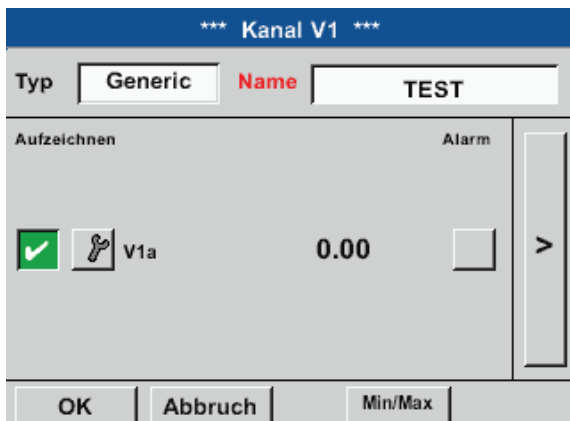 *** Kanal V1 ***
Typ Generic Name TEST
Aufzeichnen Alarm
V1a 0.00 >
OK Abbruch Min/Max